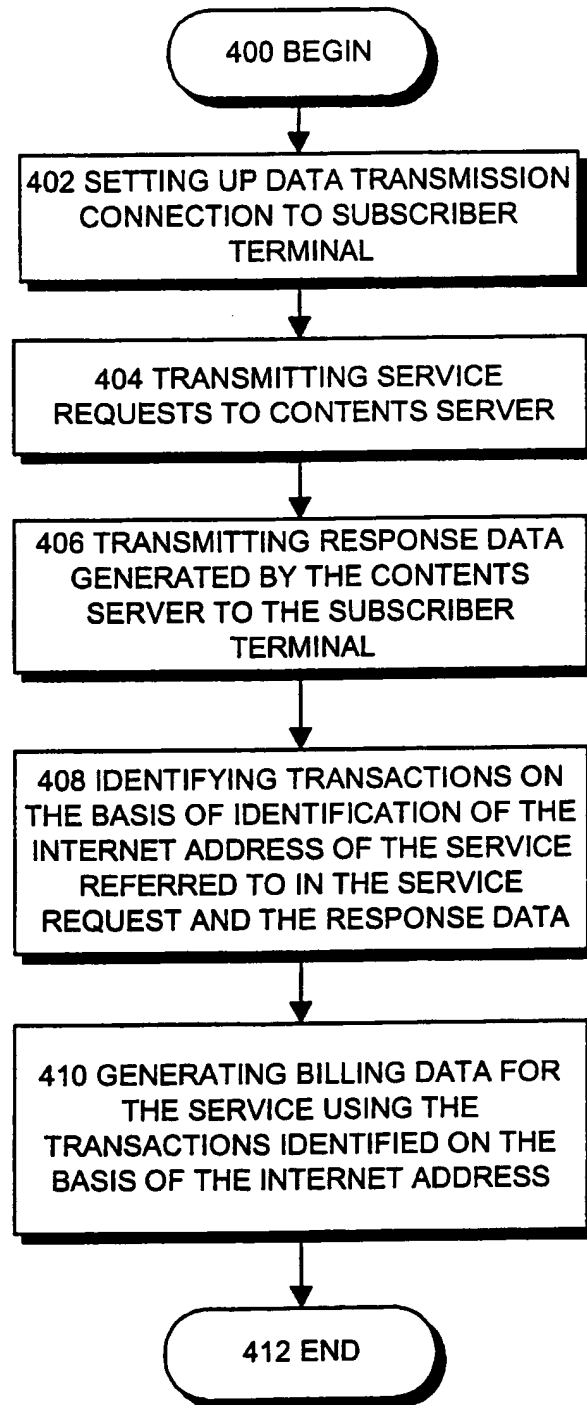 400 BEGIN
402 SETTING UP DATA TRANSMISSION
CONNECTION TO SUBSCRIBER
TERMINAL
404 TRANSMITTING SERVICE
REQUESTS TO CONTENTS SERVER
406 TRANSMITTING RESPONSE DATA
GENERATED BY THE CONTENTS
SERVER TO THE SUBSCRIBER
TERMINAL
408 IDENTIFYING TRANSACTIONS ON
THE BASIS OF IDENTIFICATION OF THE
INTERNET ADDRESS OF THE SERVICE
REFERRED TO IN THE SERVICE
REQUEST AND THE RESPONSE DATA
410 GENERATING BILLING DATA FOR
THE SERVICE USING THE
TRANSACTIONS IDENTIFIED ON THE
BASIS OF THE INTERNET ADDRESS
412 END